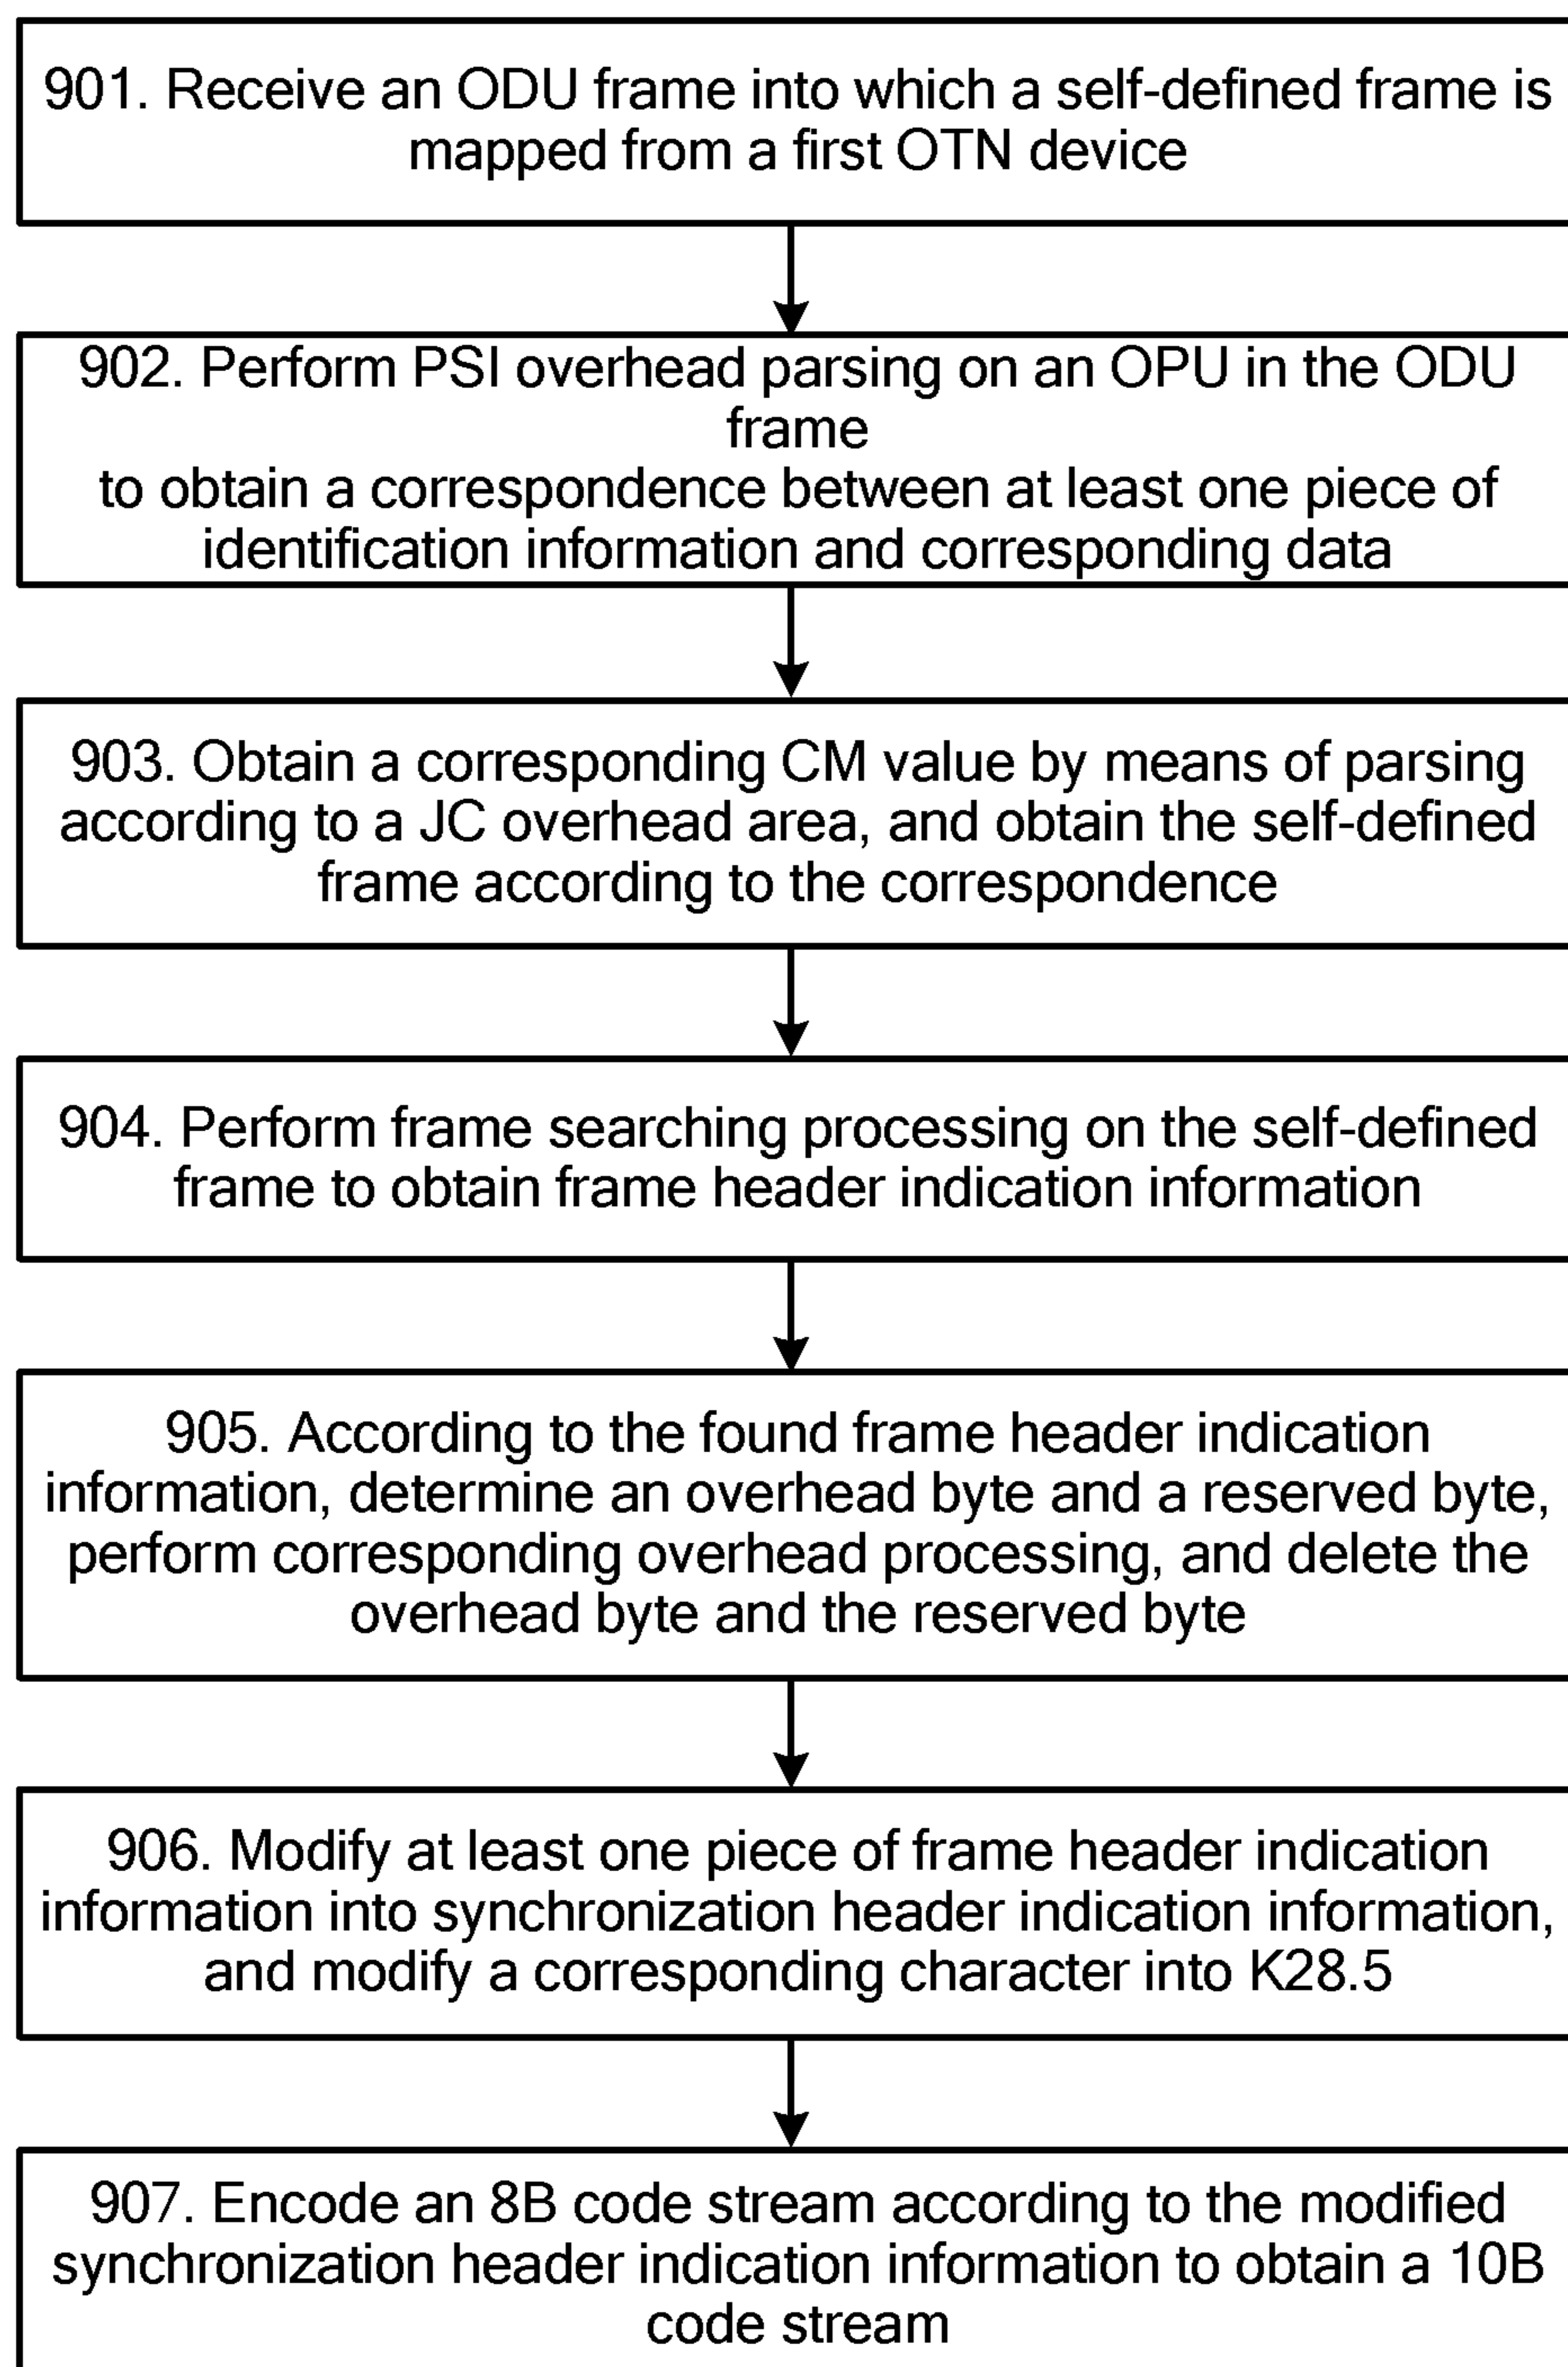 901. Receive an ODU frame into which a self-defined frame is
mapped from a first OTN device
902. Perform PSI overhead parsing on an OPU in the ODU
frame
to obtain a correspondence between at least one piece of
identification information and corresponding data
903. Obtain a corresponding CM value by means of parsing
according to a JC overhead area, and obtain the self-defined
frame according to the correspondence
904. Perform frame searching processing on the self-defined
frame to obtain frame header indication information
905. According to the found frame header indication
information, determine an overhead byte and a reserved byte,
perform corresponding overhead processing, and delete the
overhead byte and the reserved byte
906. Modify at least one piece of frame header indication
information into synchronization header indication information,
and modify a corresponding character into K28.5
907. Encode an 8B code stream according to the modified
synchronization header indication information to obtain a 10B
code stream